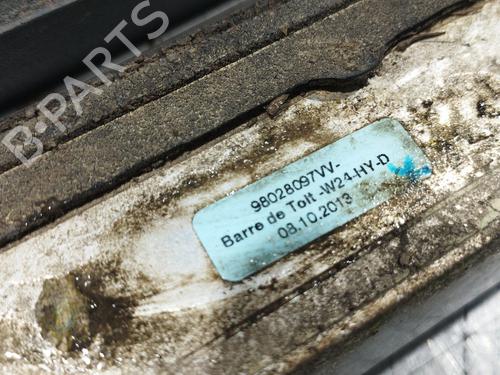 B-PARTS
98028097VV-
Barre de Toit -W24-HY-D
08.10.2013